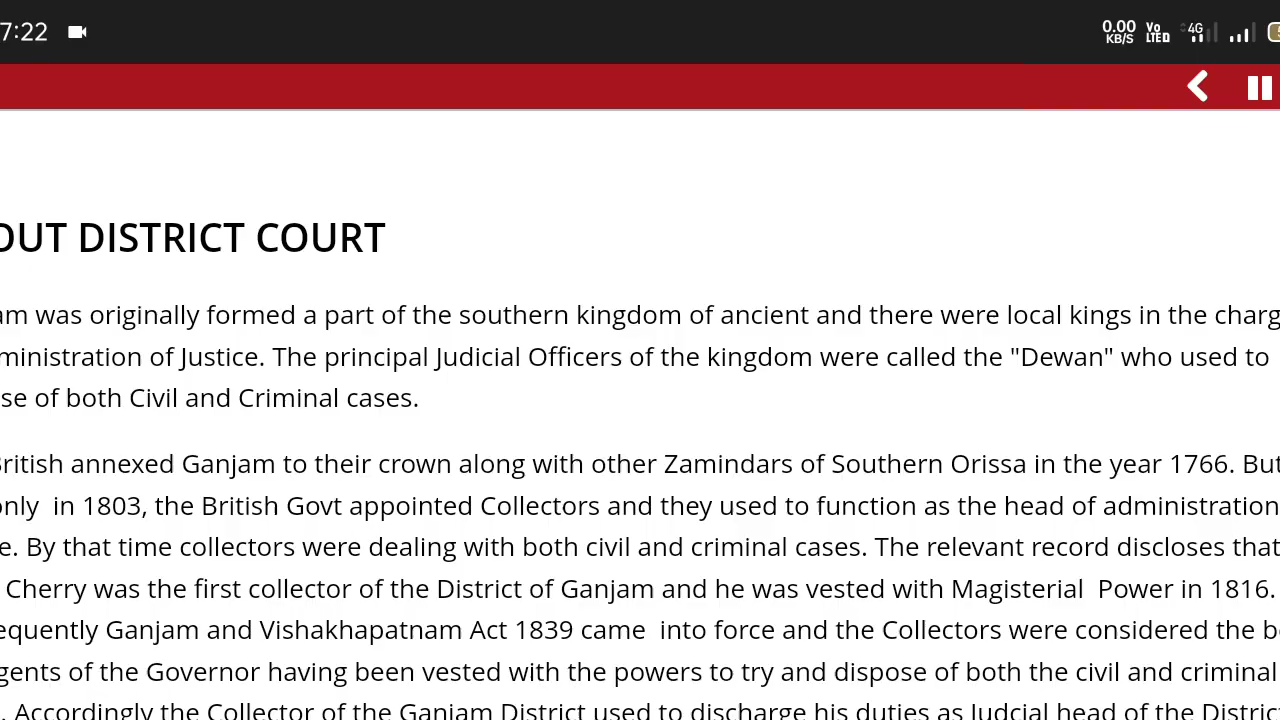 7:22
0.00 KB/S Vo LTE 4G
OUT DISTRICT COURT
am was originally formed a part of the southern kingdom of ancient and there were local kings in the charg
ministration of Justice. The principal Judicial Officers of the kingdom were called the "Dewan" who used to
se of both Civil and Criminal cases.
British annexed Ganjam to their crown along with other Zamindars of Southern Orissa in the year 1766. But
only in 1803, the British Govt appointed Collectors and they used to function as the head of administration
e. By that time collectors were dealing with both civil and criminal cases. The relevant record discloses that
Cherry was the first collector of the District of Ganjam and he was vested with Magisterial Power in 1816.
equently Ganjam and Vishakhapatnam Act 1839 came into force and the Collectors were considered the be
gents of the Governor having been vested with the powers to try and dispose of both the civil and criminal
. Accordingly the Collector of the Ganjam District used to discharge his duties as Judcial head of the District